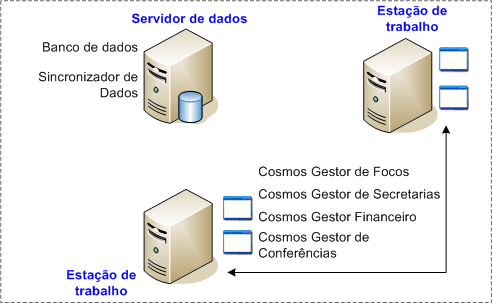 Servidor de dados
Banco de dados
Sincronizador de
Dados
Estação de
trabalho
Cosmos Gestor de Focos
Cosmos Gestor de Secretarias
Cosmos Gestor Financeiro
Cosmos Gestor de
Conferências
Estação de
trabalho